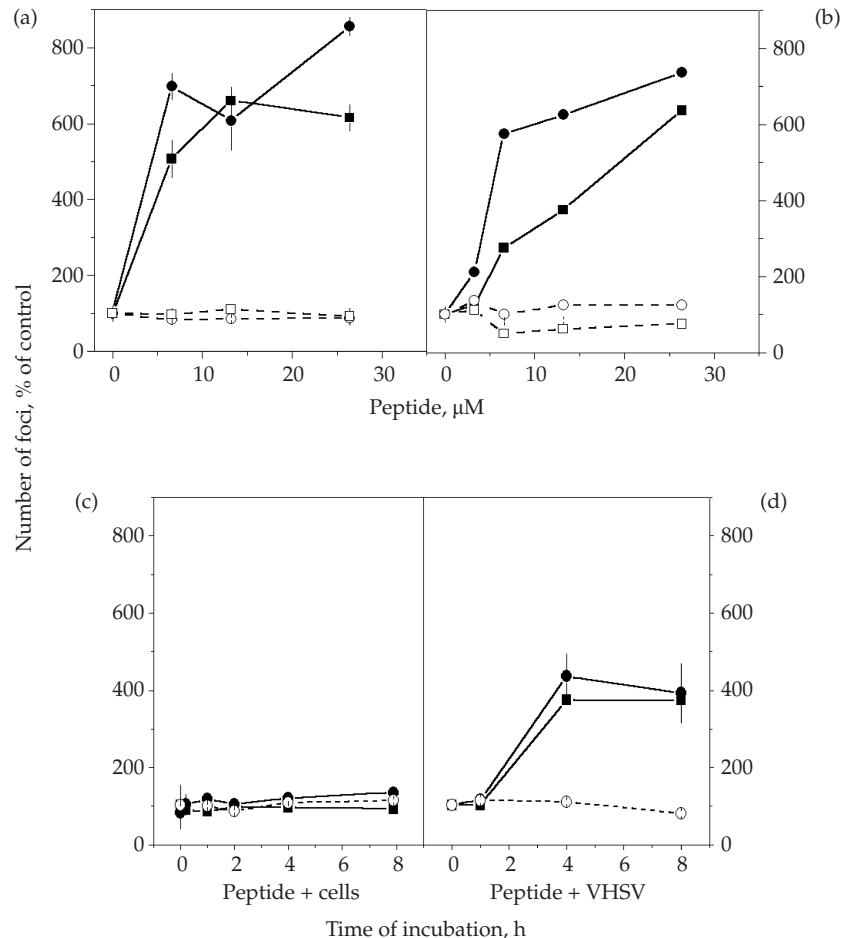 (a)
(b)
800
600
400
200
0
800
600
400
200
0
0 10 20 30
0 10 20 30
Peptide, μM
Number of foci, % of control
(c)
(d)
800
600
400
200
0
800
600
400
200
0
0 2 4 6 8
0 2 4 6 8
Peptide + cells
Peptide + VHSV
Time of incubation, h